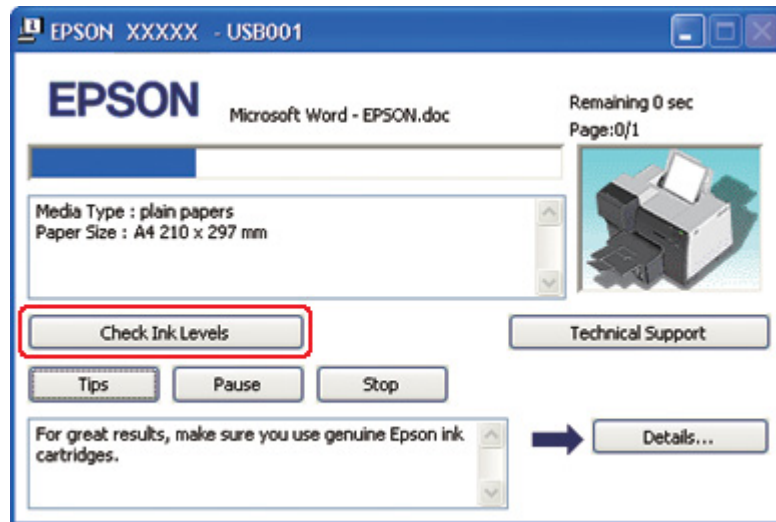 EPSON XXXXX - USB001
EPSON
Microsoft Word - EPSON.doc
Remaining 0 sec
Page:0/1
Media Type : plain papers
Paper Size : A4 210 x 297 mm
Check Ink Levels
Technical Support
Tips
Pause
Stop
For great results, make sure you use genuine Epson ink
cartridges.
Details...